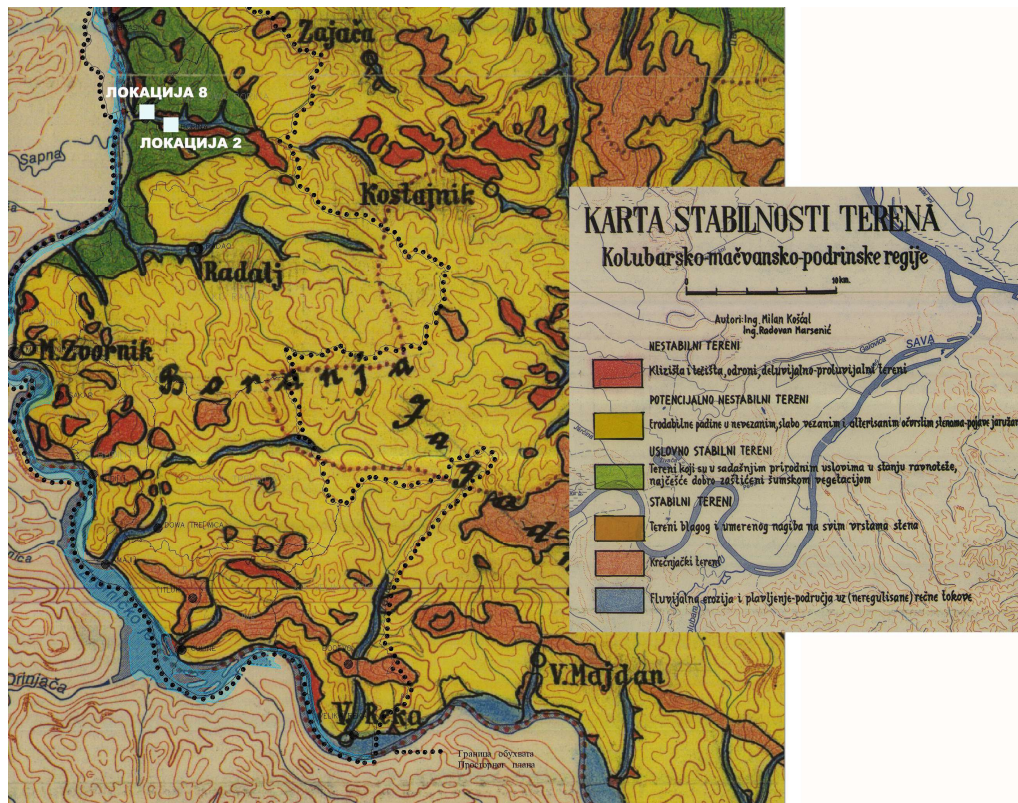 Zajača
ЛОКАЦИЈА 8
ЛОКАЦИЈА 2
Sapna
Kostajnik
Radalj
M.Zvornik
Boranja
Jag
V.Majdan
V.Reka
Drinjača
Граница обухвата
Просторног плана
KARTA STABILNOSTI TERENA
Kolubarsko-mačvansko-podrinske regije
0 10km.
Autori: Ing. Milan Košćal
Ing. Radovan Marsenić
SAVA
NESTABILNI TERENI
Klizišta i tečišta, odroni, deluvijalno-proluvijalni tereni
POTENCIJALNO NESTABILNI TERENI
Erodabilne padine u nevezanim, slabo vezanim i alterisanim očvrslim stenama-pojave jaružan
USLOVNO STABILNI TERENI
Tereni koji su u sadašnjim prirodnim uslovima u stanju ravnoteže,
najčešće dobro zaštićeni šumskom vegetacijom
STABILNI TERENI
Tereni blagog i umerenog nagiba na svim vrstama stena
Krečnjački tereni
Fluvijalna erozija i plavljenje-područja uz (neregulisane) rečne tokove